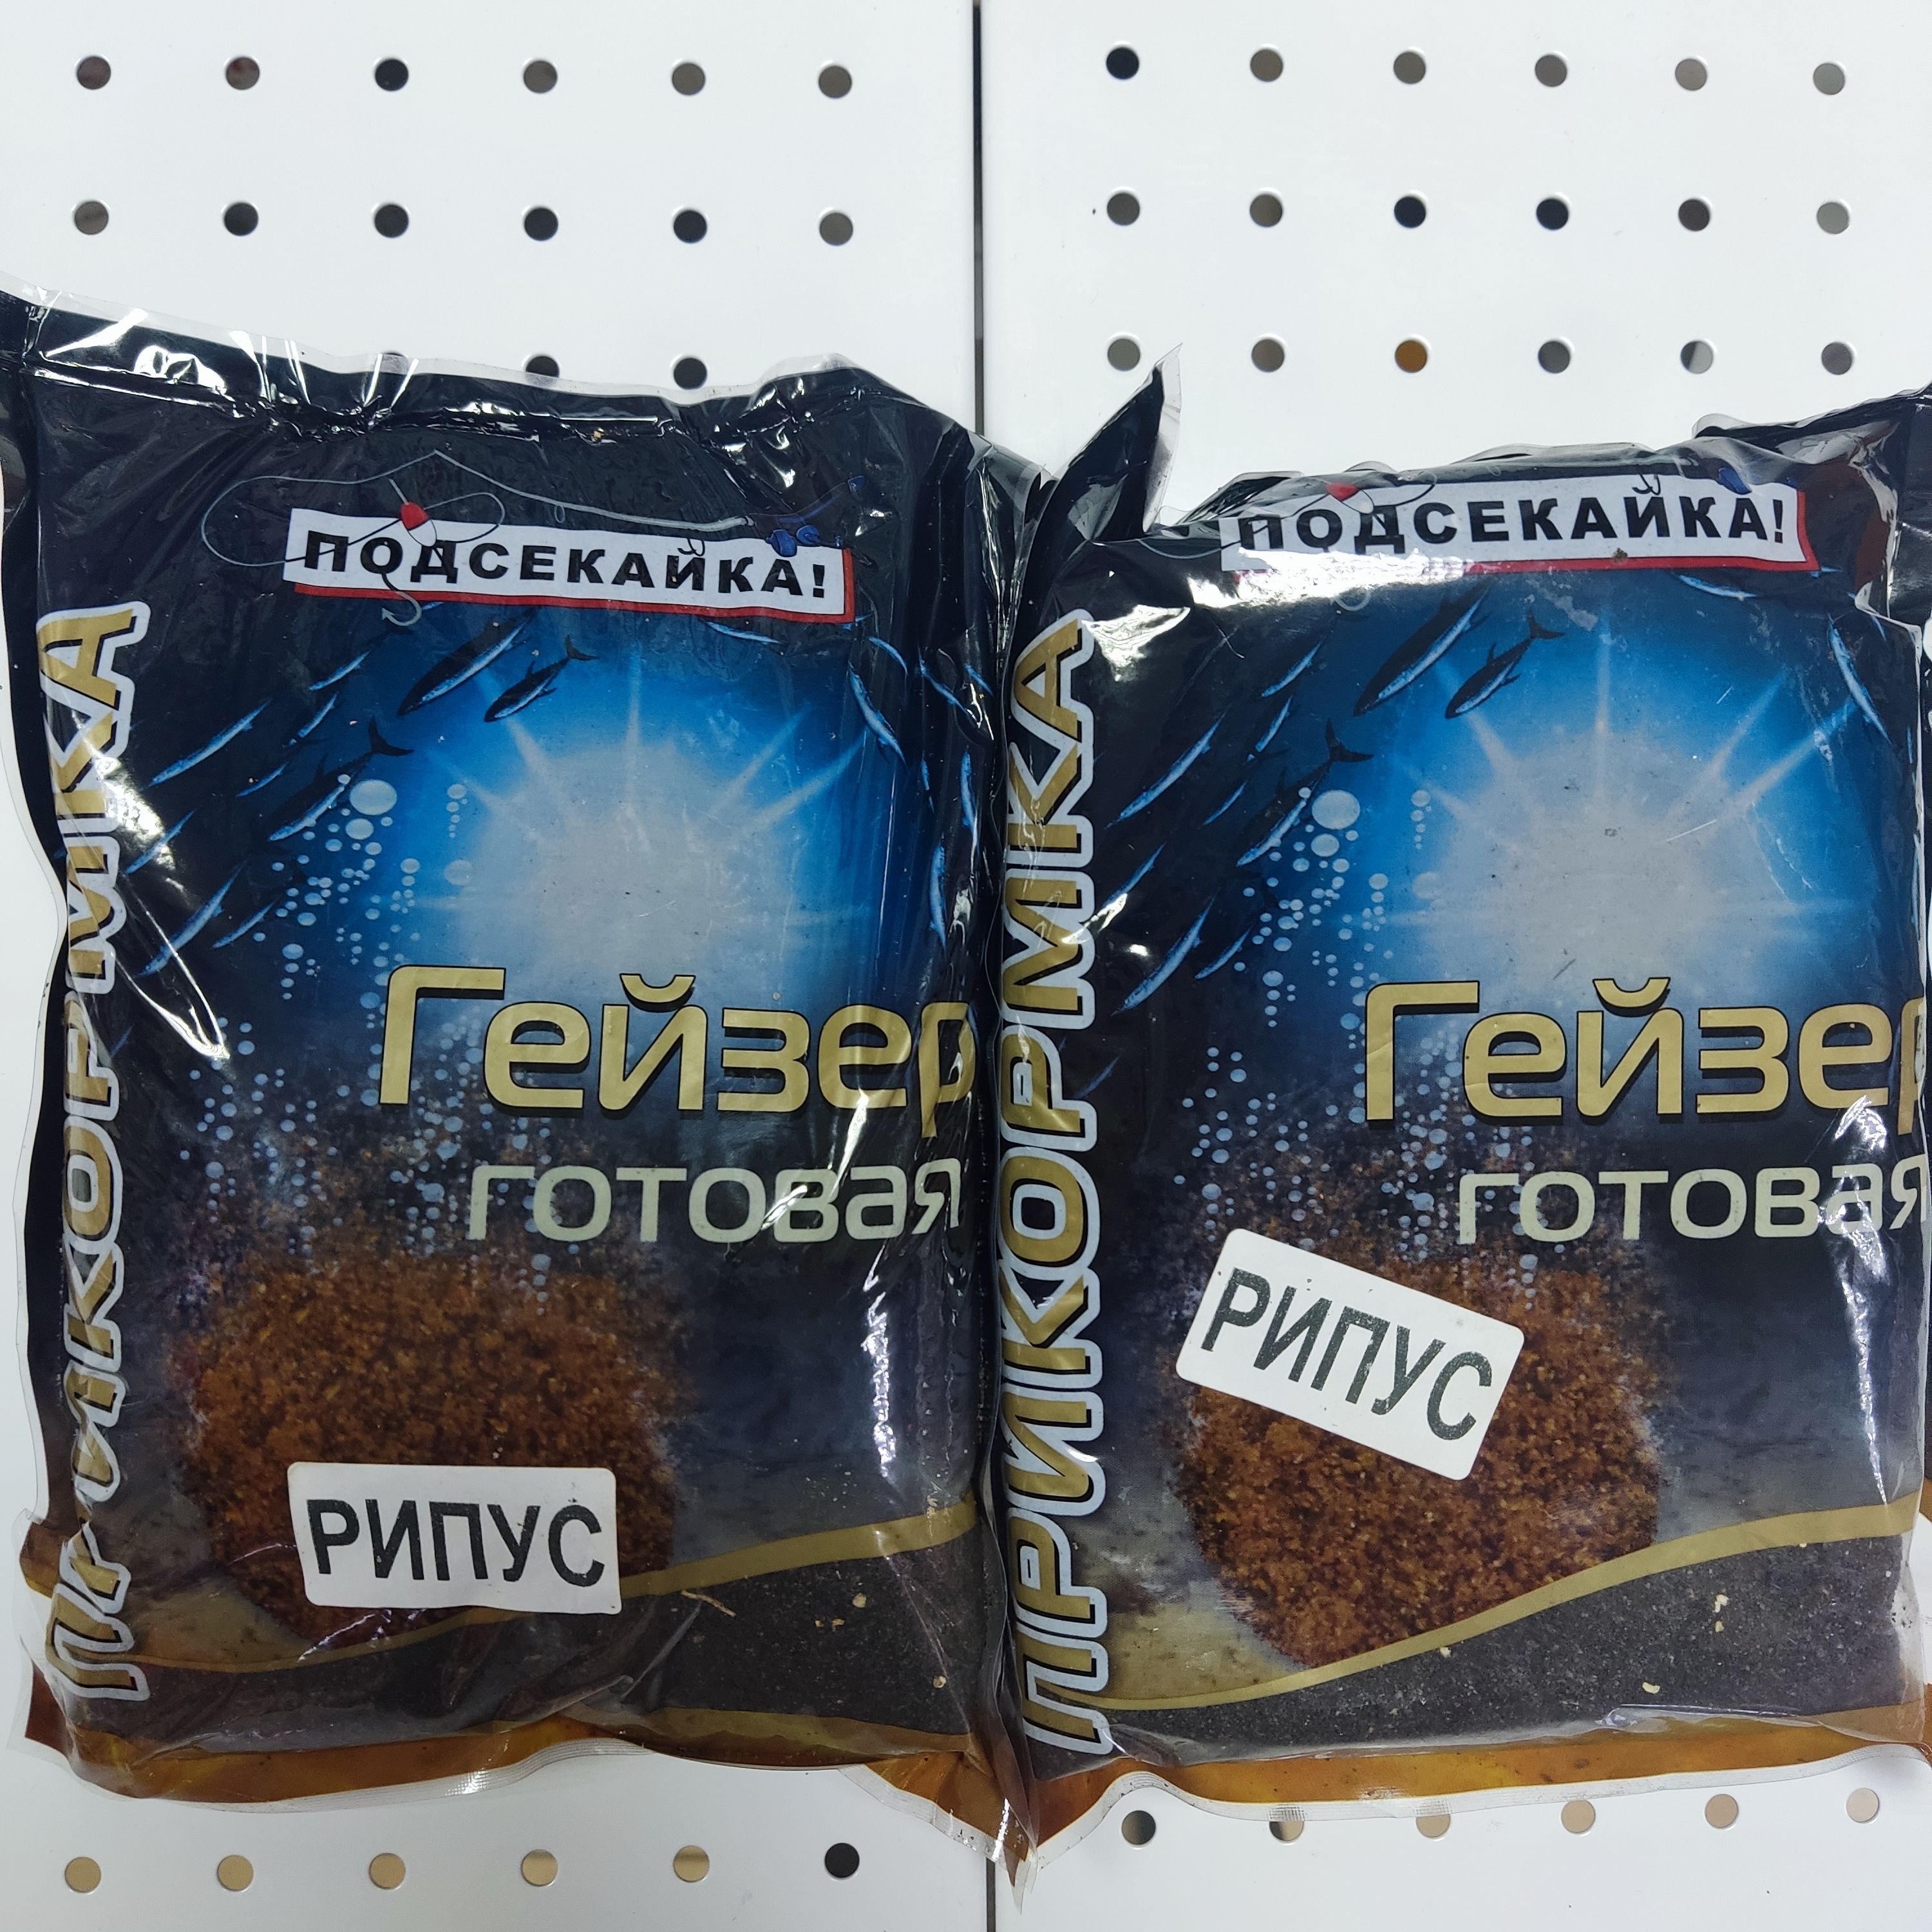 ПОДСЕКАЙКА!
ПРИКОРМКА
Гейзер
готовая
РИПУС
ПОДСЕКАЙКА!
ПРИКОРМКА
Гейзер
готовая
РИПУС